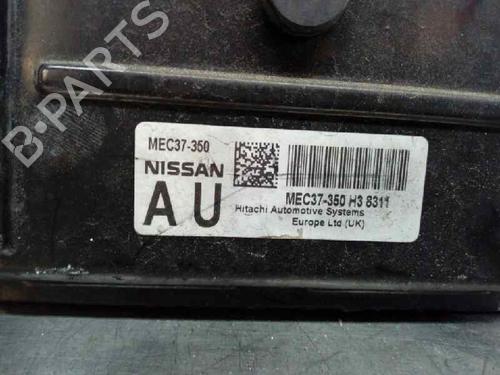 B-PARTS
MEC37-350
NISSAN
AU
MEC37-350 H3 8311
Hitachi Automotive Systems
Europe Ltd (UK)